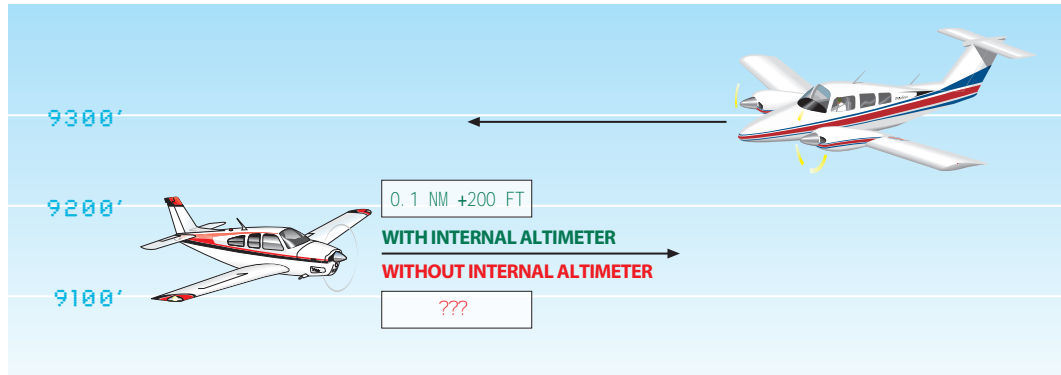 9300’
9200’
0.1 NM +200 FT
WITH INTERNAL ALTIMETER
WITHOUT INTERNAL ALTIMETER
9100’
???